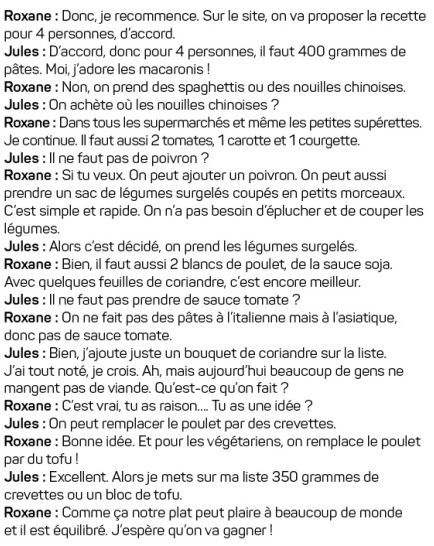 Roxane : Donc, je recommence. Sur le site, on va proposer la recette
pour 4 personnes, d'accord.
Jules : D'accord, donc pour 4 personnes, il faut 400 grammes de
pâtes. Moi, j'adore les macaronis !
Roxane : Non, on prend des spaghettis ou des nouilles chinoises.
Jules : On achète où les nouilles chinoises ?
Roxane : Dans tous les supermarchés et même les petites supérettes.
Je continue. Il faut aussi 2 tomates, 1 carotte et 1 courgette.
Jules : Il ne faut pas de poivron ?
Roxane : Si tu veux. On peut ajouter un poivron. On peut aussi
prendre un sac de légumes surgelés coupés en petits morceaux.
C'est simple et rapide. On n'a pas besoin d'éplucher et de couper les
légumes.
Jules : Alors c'est décidé, on prend les légumes surgelés.
Roxane : Bien, il faut aussi 2 blancs de poulet, de la sauce soja.
Avec quelques feuilles de coriandre, c'est encore meilleur.
Jules : Il ne faut pas prendre de sauce tomate ?
Roxane : On ne fait pas des pâtes à l'italienne mais à l'asiatique,
donc pas de sauce tomate.
Jules : Bien, j'ajoute juste un bouquet de coriandre sur la liste.
J'ai tout noté, je crois. Ah, mais aujourd'hui beaucoup de gens ne
mangent pas de viande. Qu'est-ce qu'on fait ?
Roxane : C'est vrai, tu as raison.... Tu as une idée ?
Jules : On peut remplacer le poulet par des crevettes.
Roxane : Bonne idée. Et pour les végétariens, on remplace le poulet
par du tofu !
Jules : Excellent. Alors je mets sur ma liste 350 grammes de
crevettes ou un bloc de tofu.
Roxane : Comme ça notre plat peut plaire à beaucoup de monde
et il est équilibré. J'espère qu'on va gagner !